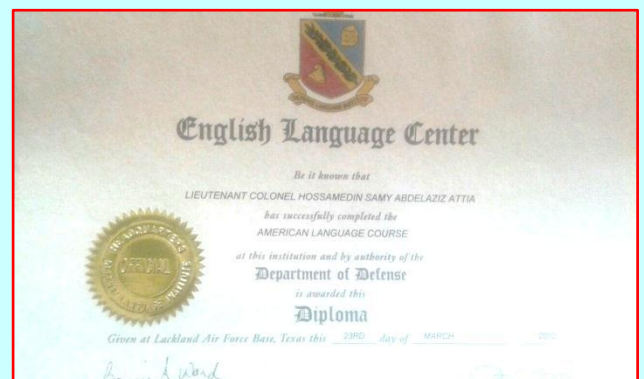 English Language Center
Be it known that
LIEUTENANT COLONEL HOSSAMEDIN SAMY ABDELAZIZ ATTIA
has successfully completed the
AMERICAN LANGUAGE COURSE
at this institution and by authority of the
Department of Defense
is awarded this
Diploma
Given at Lackland Air Force Base, Texas this 23RD day of MARCH
HEADQUARTERS
OFFICIAL